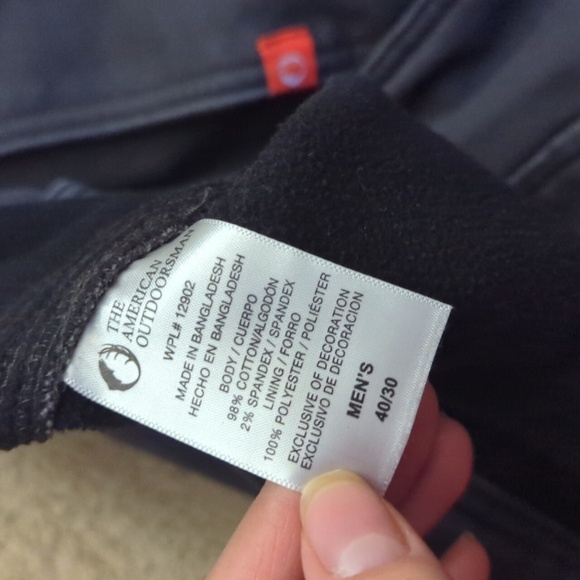 THE
AMERICAN
OUTDOORSMAN
WPL# 12902
MADE IN BANGLADESH
HECHO EN BANGLADESH
BODY / CUERPO
98% COTTON/ALGODÓN
2% SPANDEX / SPANDEX
LINING / FORRO
100% POLYESTER / POLIÉSTER
EXCLUSIVE OF DECORATION
EXCLUSIVO DE DECORACION
MEN'S
40/30